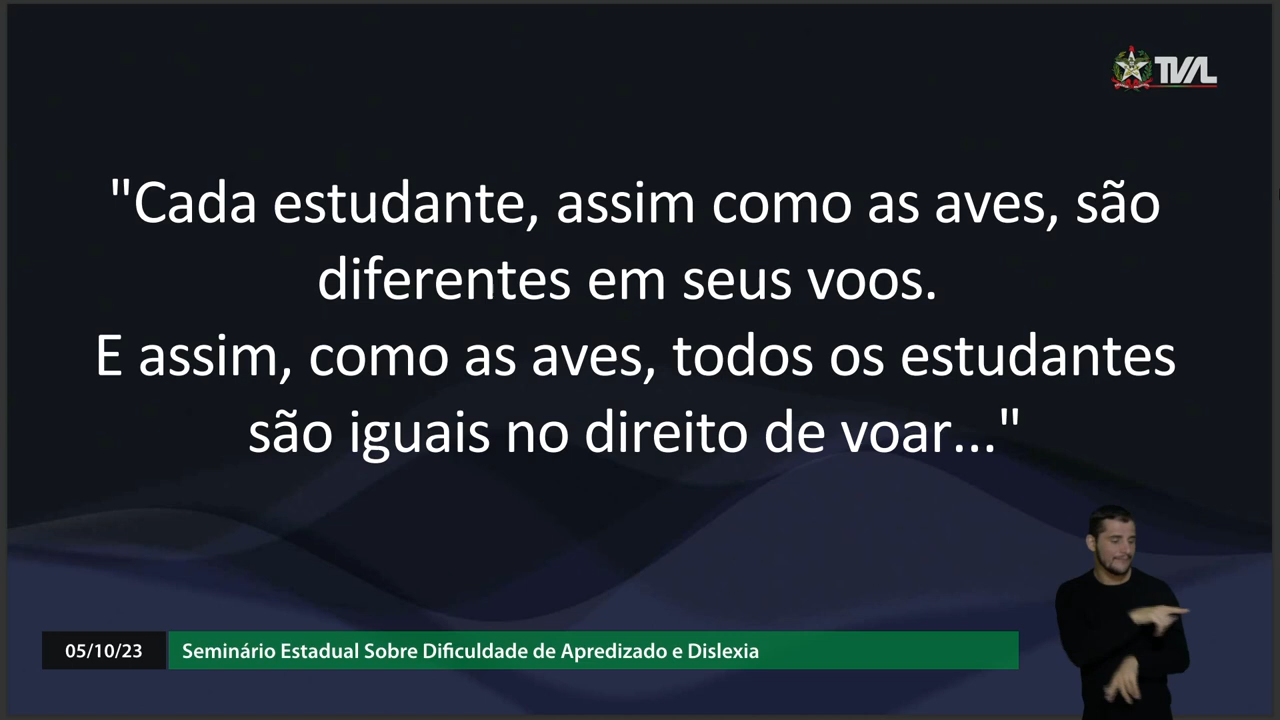 TVAL
"Cada estudante, assim como as aves, são
diferentes em seus voos.
E assim, como as aves, todos os estudantes
são iguais no direito de voar..."
05/10/23
Seminário Estadual Sobre Dificuldade de Apredizado e Dislexia